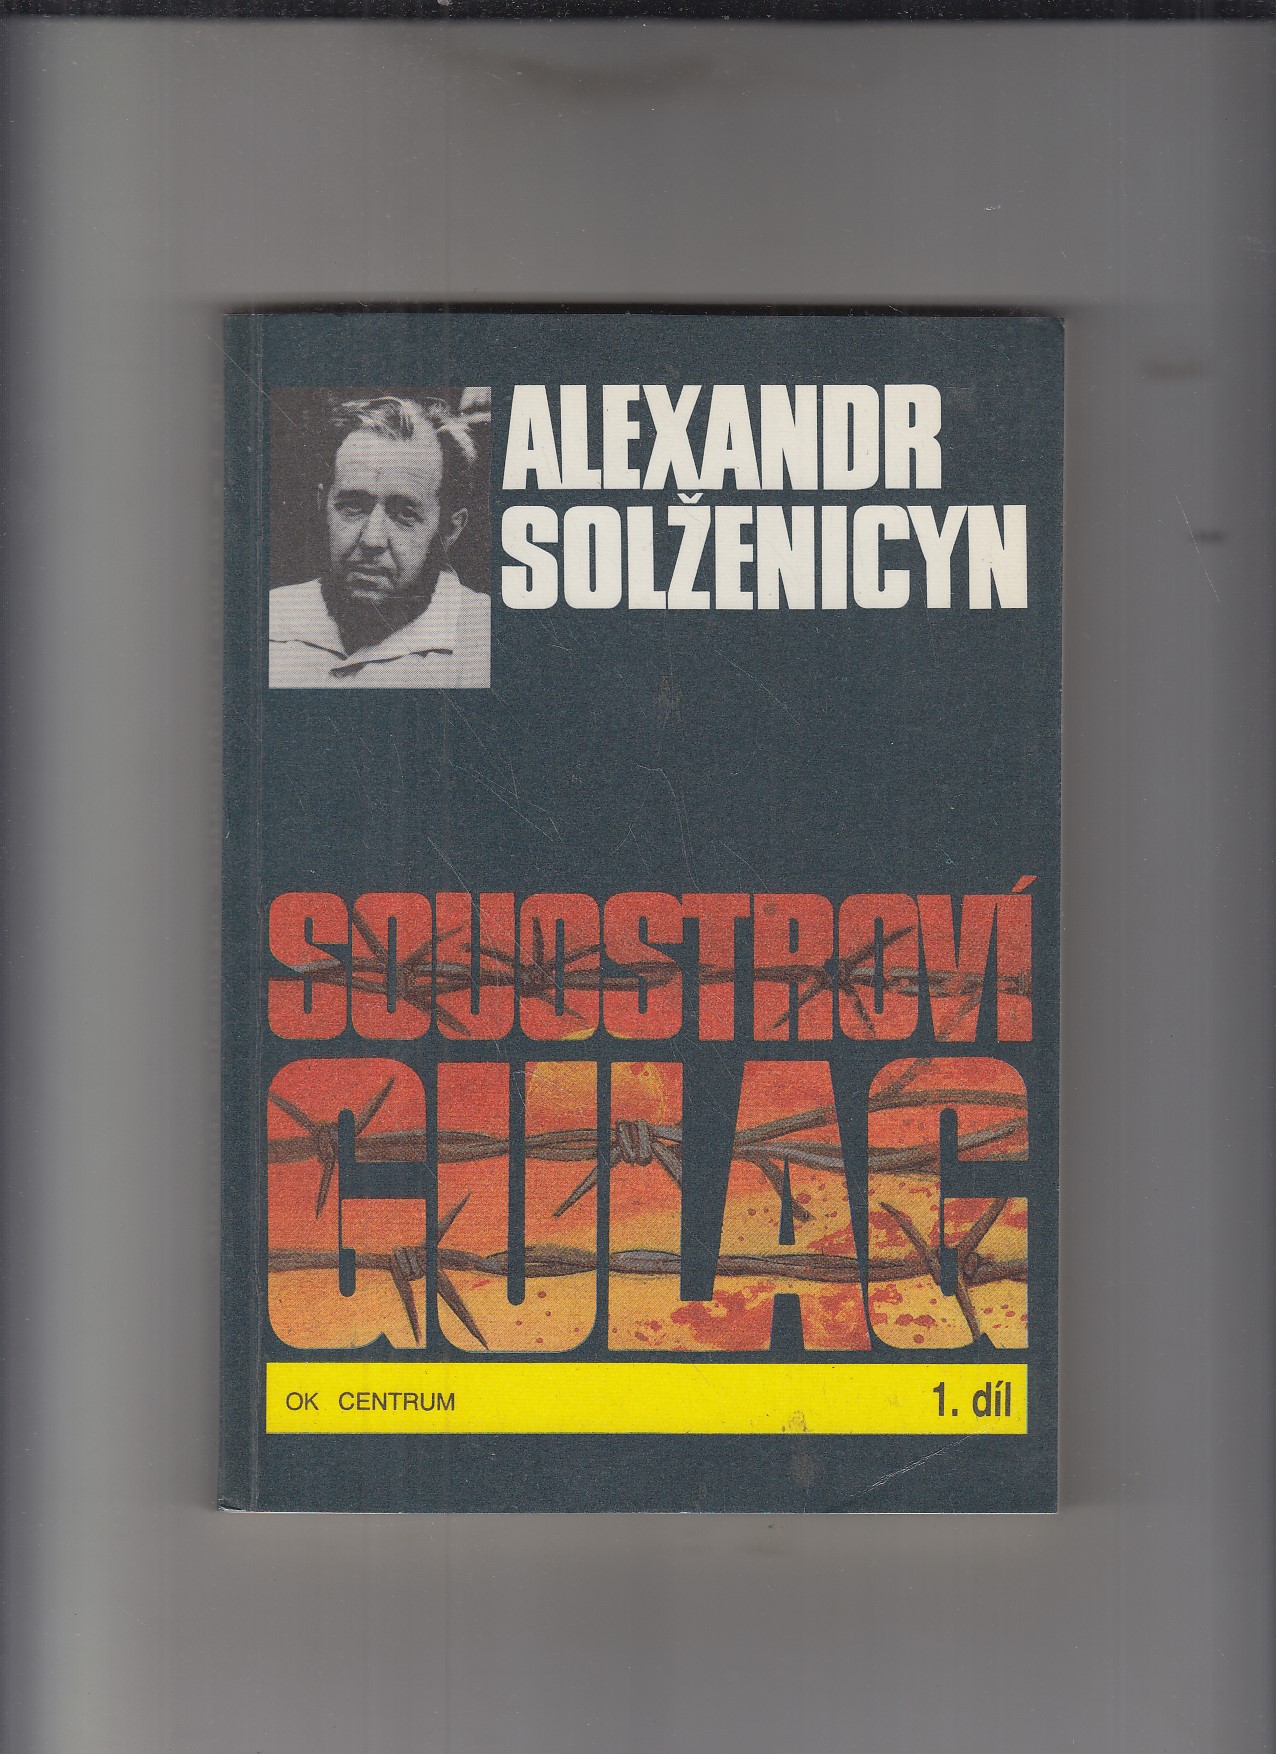 ALEXANDR
SOLŽENICYN
SOUOSTROVÍ
GULAG
OK CENTRUM
1. díl